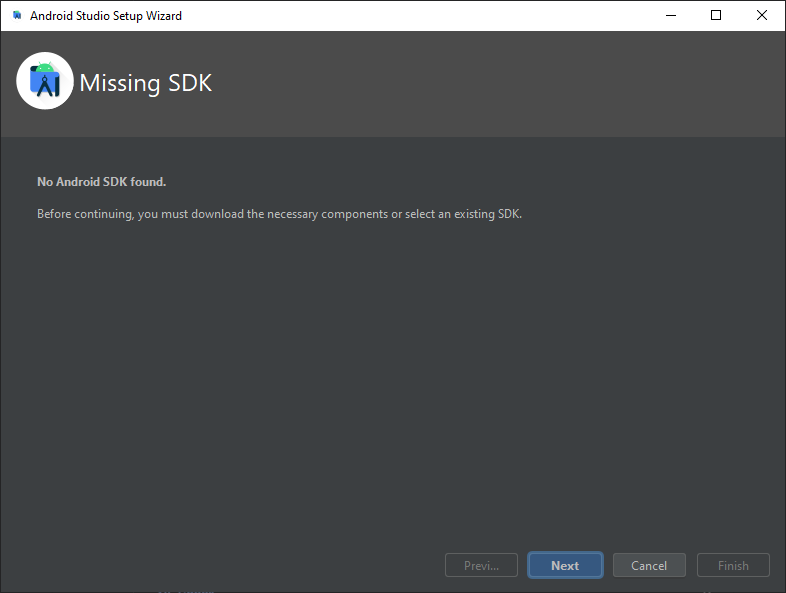 Android Studio Setup Wizard
Missing SDK
No Android SDK found.
Before continuing, you must download the necessary components or select an existing SDK.
Previ...
Next
Cancel
Finish